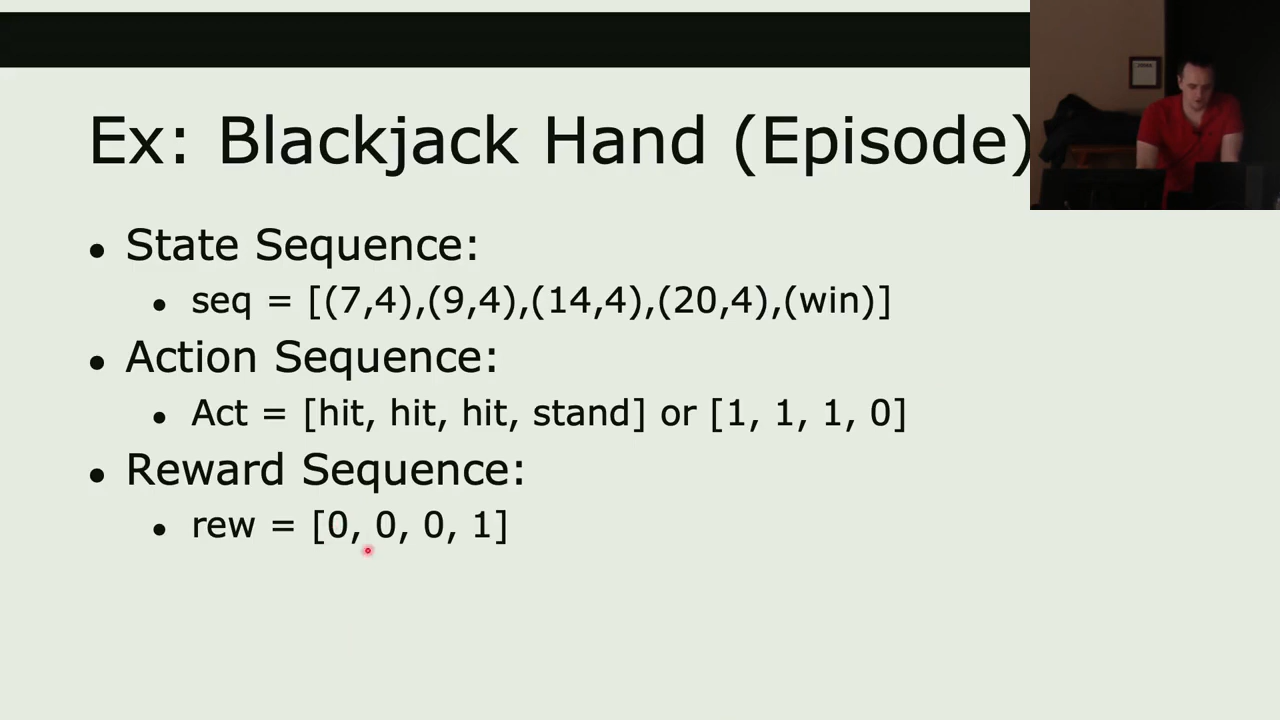 Ex: Blackjack Hand (Episode)
• State Sequence:
• seq = [(7,4),(9,4),(14,4),(20,4),(win)]
• Action Sequence:
• Act = [hit, hit, hit, stand] or [1, 1, 1, 0]
• Reward Sequence:
• rew = [0, 0, 0, 1]